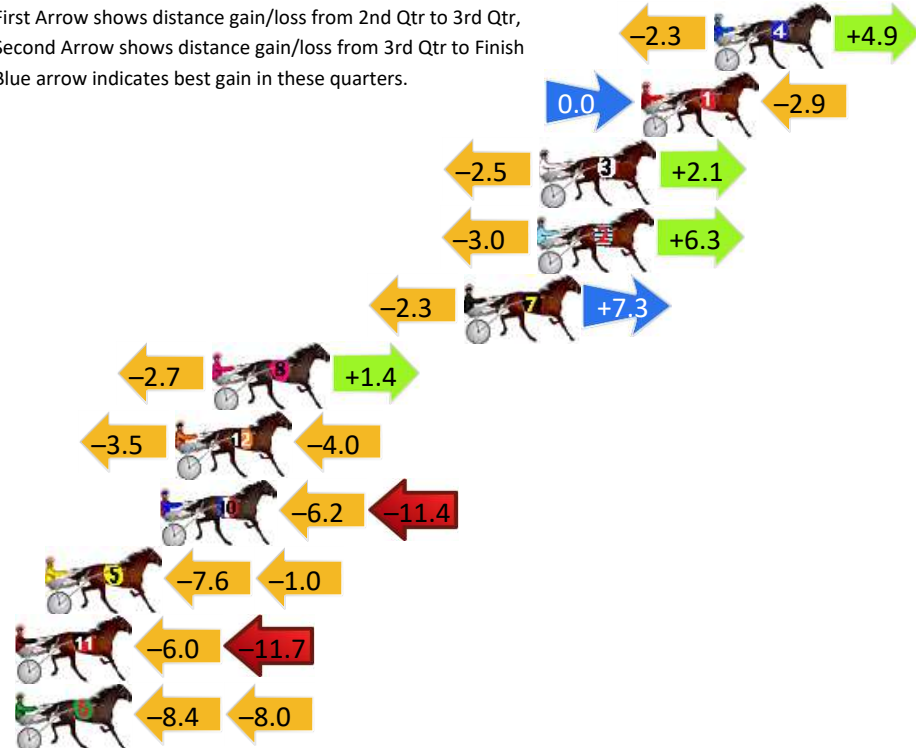 First Arrow shows distance gain/loss from 2nd Qtr to 3rd Qtr,
Second Arrow shows distance gain/loss from 3rd Qtr to Finish
Blue arrow indicates best gain in these quarters.
–2.3 4 +4.9
0.0 1 –2.9
–2.5 3 +2.1
–3.0 2 +6.3
–2.3 7 +7.3
–2.7 8 +1.4
–3.5 12 –4.0
10 –6.2 –11.4
5 –7.6 –1.0
11 –6.0 –11.7
6 –8.4 –8.0